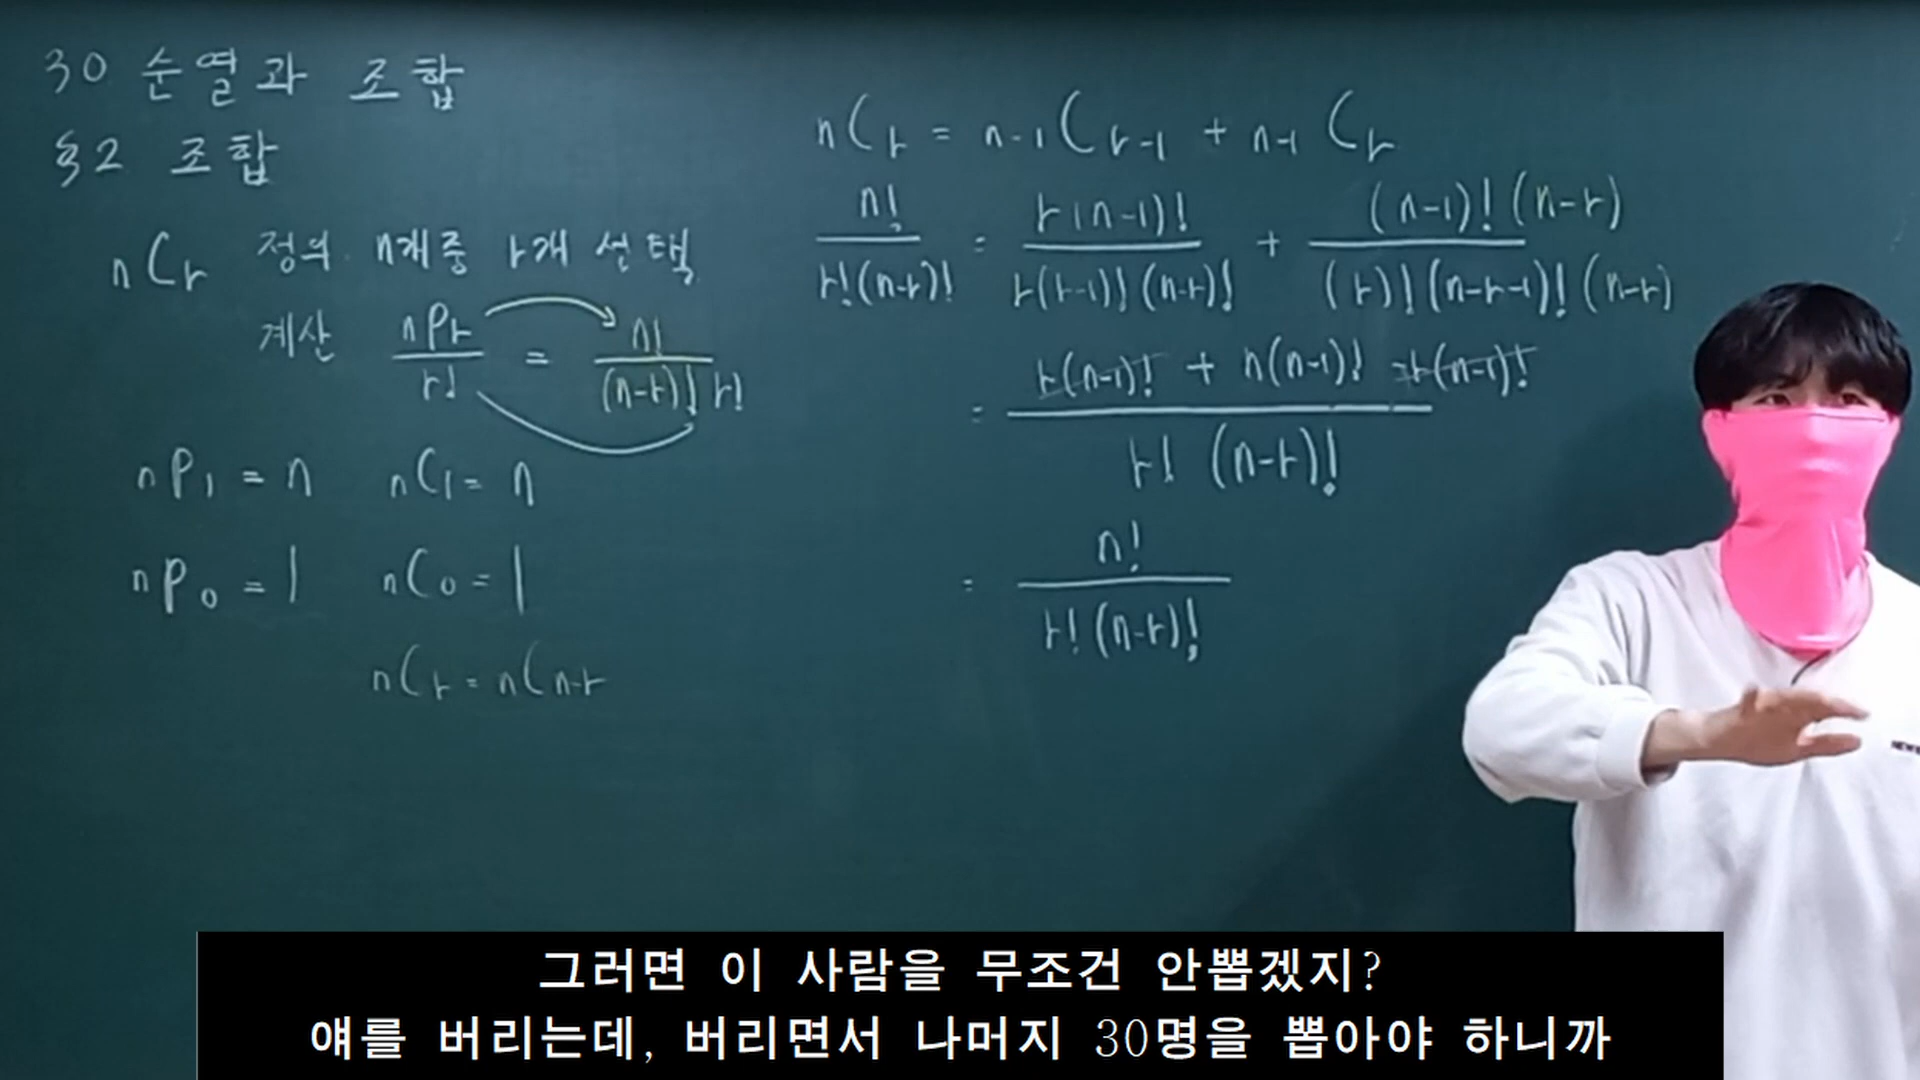 30 순열과 조합
§2 조합
nCr 정의 n개중 r개 선택
계산 nPr/r! = n!/(n-r)!r!
nP1 = n nC1 = n
nP0 = 1 nC0 = 1
nCr = nCn-r
nCr = n-1Cr-1 + n-1Cr
n!/r!(n-r)! = r(n-1)!/r(r-1)!(n-r)! + (n-1)!(n-r)/(r)!(n-r-1)!(n-r)
= r(n-1)! + n(n-1)! -r(n-1)!/r!(n-r)!
= n!/r!(n-r)!
그러면 이 사람을 무조건 안뽑겠지?
얘를 버리는데, 버리면서 나머지 30명을 뽑아야 하니까